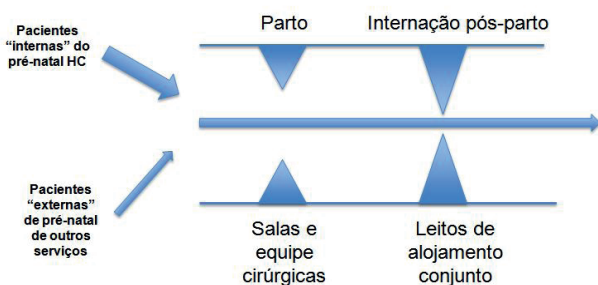 Pacientes
“internas” do
pré-natal HC
Parto
Internação pós-parto
Pacientes
“externas”
de pré-natal
de outros
serviços
Salas e
equipe
cirúrgicas
Leitos de
alojamento
conjunto